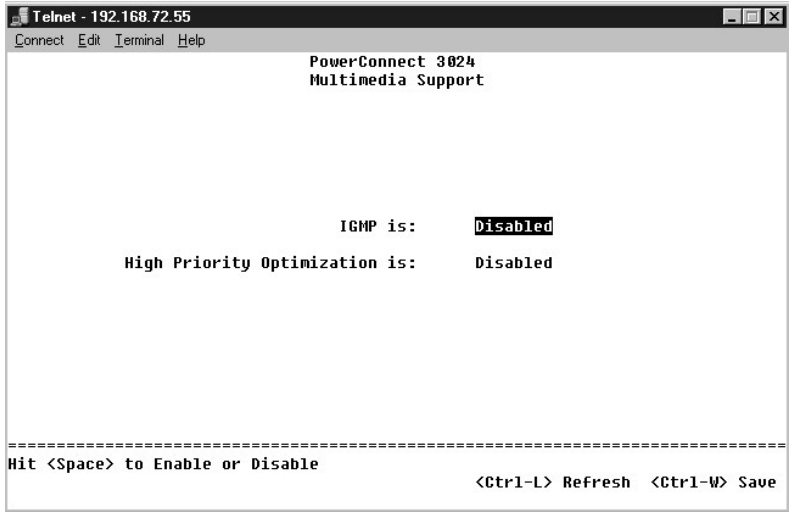 Telnet - 192.168.72.55
Connect Edit Terminal Help
PowerConnect 3024
Multimedia Support
IGMP is: Disabled
High Priority Optimization is: Disabled
================================================================================
Hit <Space> to Enable or Disable
<Ctrl-L> Refresh <Ctrl-W> Save